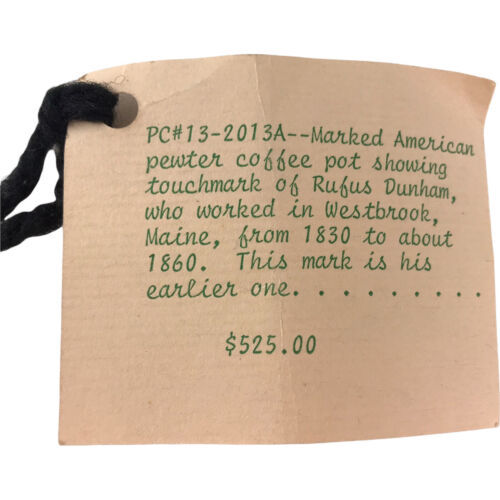 PC#13-2013A--Marked American
pewter coffee pot showing
touchmark of Rufus Dunham,
who worked in Westbrook,
Maine, from 1830 to about
1860.  This mark is his
earlier one. . . . . . . . . .
$525.00